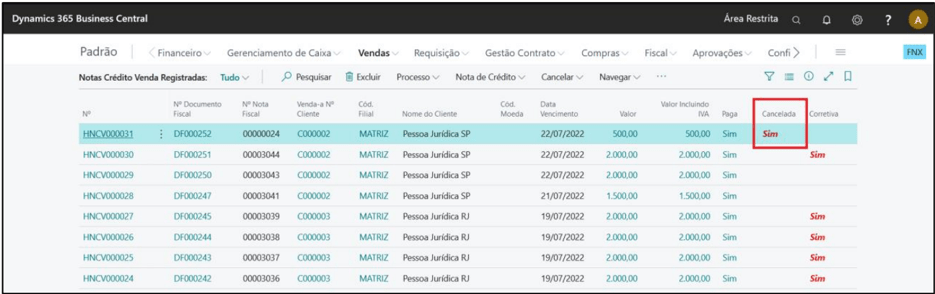 Dynamics 365 Business Central Área Restrita ? A
Padrão Financeiro Gerenciamento de Caixa Vendas Requisição Gestão Contrato Compras Fiscal Aprovações Confi FNX
Notas Crédito Venda Registradas: Tudo Pesquisar Excluir Processo Nota de Crédito Cancelar Navegar ...
Nº Nº Documento Fiscal Nº Nota Fiscal Venda-a Nº Cliente Cód. Filial Nome do Cliente Cód. Moeda Data Vencimento Valor Valor Incluindo IVA Paga Cancelada Corretiva
HNCV000031 DF000252 00000024 C000002 MATRIZ Pessoa Jurídica SP 22/07/2022 500,00 500,00 Sim Sim
HNCV000030 DF000251 00003044 C000002 MATRIZ Pessoa Jurídica SP 22/07/2022 2.000,00 2.000,00 Sim Sim
HNCV000029 DF000250 00003043 C000002 MATRIZ Pessoa Jurídica SP 22/07/2022 2.000,00 2.000,00 Sim
HNCV000028 DF000247 00003041 C000002 MATRIZ Pessoa Jurídica SP 21/07/2022 1.500,00 1.500,00 Sim
HNCV000027 DF000245 00003039 C000003 MATRIZ Pessoa Jurídica RJ 19/07/2022 2.000,00 2.000,00 Sim Sim
HNCV000026 DF000244 00003038 C000003 MATRIZ Pessoa Jurídica RJ 19/07/2022 2.000,00 2.000,00 Sim Sim
HNCV000025 DF000243 00003037 C000003 MATRIZ Pessoa Jurídica RJ 19/07/2022 2.000,00 2.000,00 Sim Sim
HNCV000024 DF000242 00003036 C000003 MATRIZ Pessoa Jurídica RJ 19/07/2022 2.000,00 2.000,00 Sim Sim